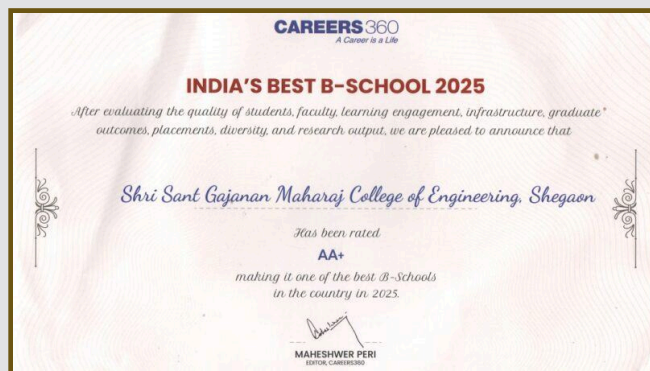 CAREERS360
A Career is a Life
INDIA'S BEST B-SCHOOL 2025
After evaluating the quality of students, faculty, learning engagement, infrastructure, graduate
outcomes, placements, diversity, and research output, we are pleased to announce that
Shri Sant Gajanan Maharaj College of Engineering, Shegaon
Has been rated
AA+
making it one of the best B-Schools
in the country in 2025.
MAHESHWER PERI
EDITOR, CAREERS360